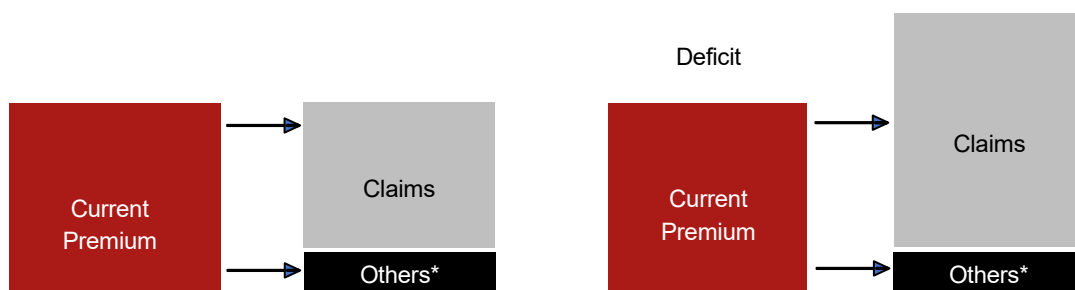 Current
Premium
Claims
Others*
Deficit
Current
Premium
Claims
Others*